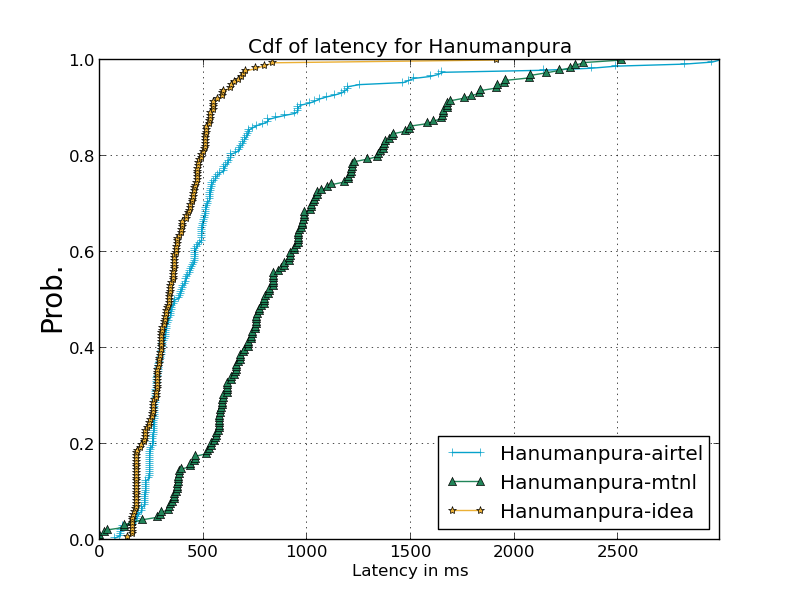 Cdf of latency for Hanumanpura
1.0
0.8
0.6
0.4
0.2
0.0
Prob.
0
500
1000
1500
2000
2500
Latency in ms
Hanumanpura-airtel
Hanumanpura-mtnl
Hanumanpura-idea